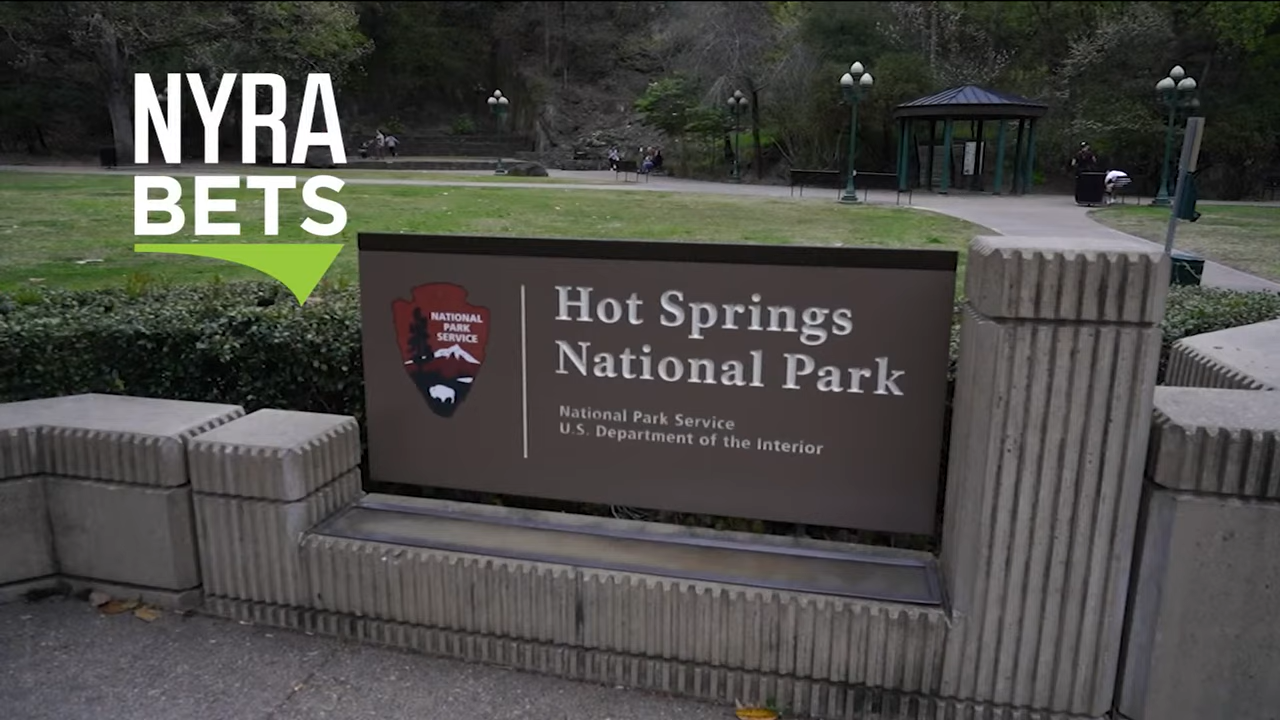 NYRA
BETS
NATIONAL
PARK
SERVICE
Hot Springs
National Park
National Park Service
U.S. Department of the Interior